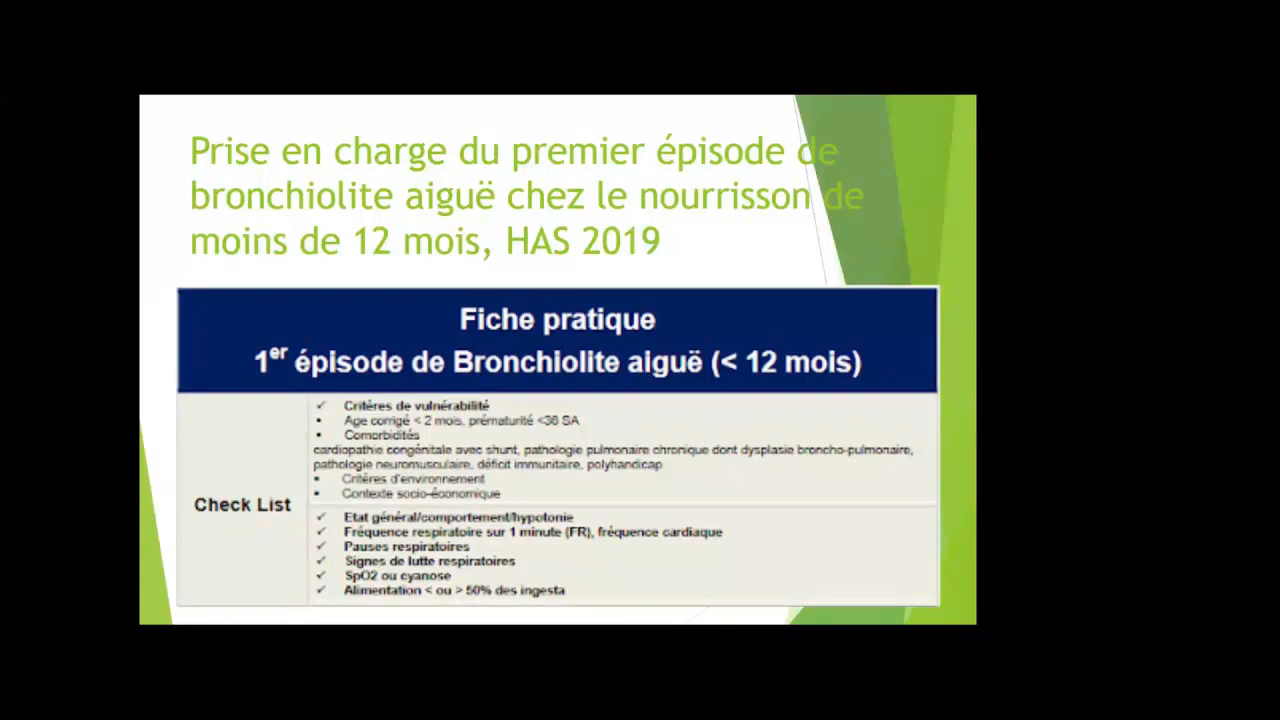 Prise en charge du premier épisode de
bronchiolite aiguë chez le nourrisson de
moins de 12 mois, HAS 2019
Fiche pratique
1er épisode de Bronchiolite aiguë (< 12 mois)
Check List
✓ Critères de vulnérabilité
▪ Age corrigé < 2 mois, prématurité <36 SA
▪ Comorbidités
cardiopathie congénitale avec shunt, pathologie pulmonaire chronique dont dysplasie broncho-pulmonaire,
pathologie neuromusculaire, déficit immunitaire, polyhandicap
▪ Critères d'environnement
▪ Contexte socio-économique
✓ Etat général/comportement/hypotonie
✓ Fréquence respiratoire sur 1 minute (FR), fréquence cardiaque
✓ Pauses respiratoires
✓ Signes de lutte respiratoires
✓ SpO2 ou cyanose
✓ Alimentation < ou > 50% des ingesta